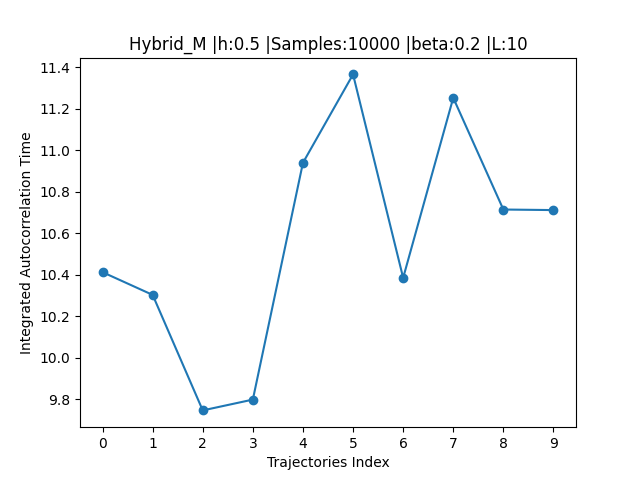 Hybrid_M |h:0.5 |Samples:10000 |beta:0.2 |L:10
Integrated Autocorrelation Time
11.4
11.2
11.0
10.8
10.6
10.4
10.2
10.0
9.8
0 1 2 3 4 5 6 7 8 9
Trajectories Index